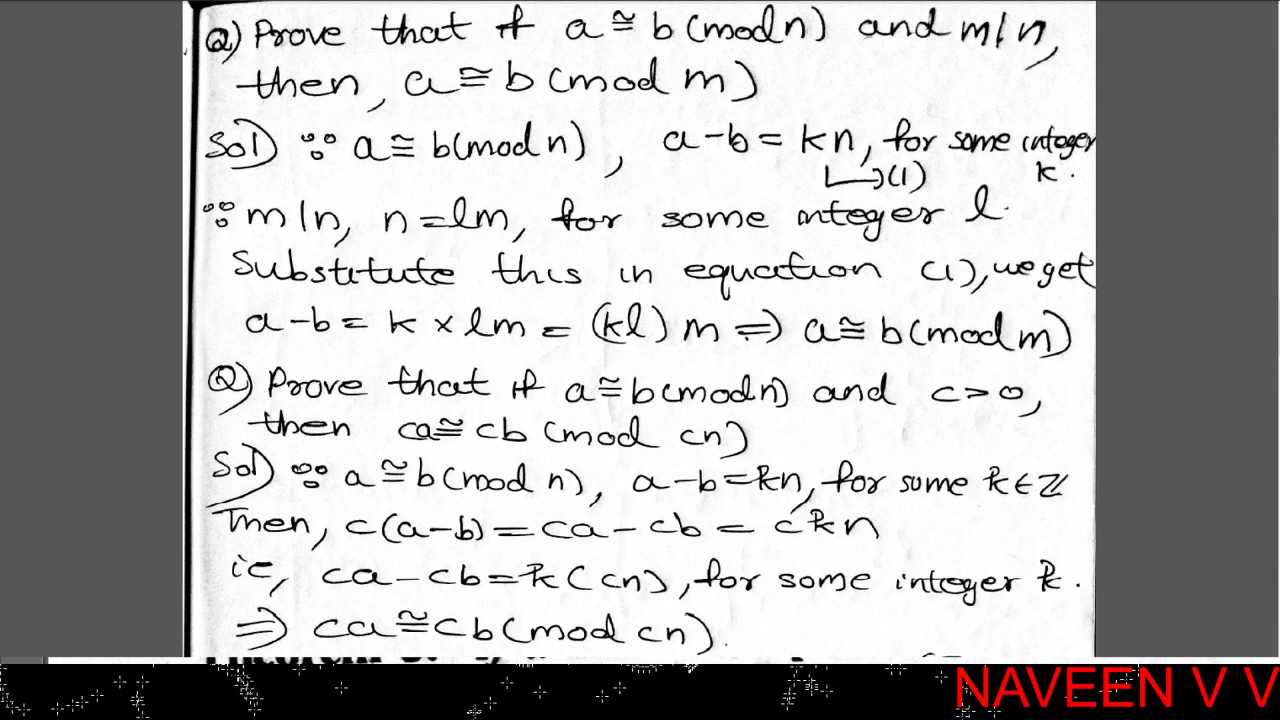 Q) Prove that if a ≅ b (mod n) and m/n,
then, a ≅ b (mod m)
Sol) ∵ a ≅ b(mod n), a-b = kn, for some integer k.
↳(1)
∵ m/n, n = lm, for some integer l.
Substitute this in equation (1), we get
a-b = k × lm = (kl) m ⇒ a ≅ b (mod m)
Q) Prove that if a ≅ b (mod n) and c>0,
then ca ≅ cb (mod cn)
Sol) ∵ a ≅ b (mod n), a-b = kn, for some k ∈ ℤ
Then, c(a-b) = ca - cb = ckn
ie, ca - cb = k (cn), for some integer k.
⇒ ca ≅ cb (mod cn).
NAVEEN V V